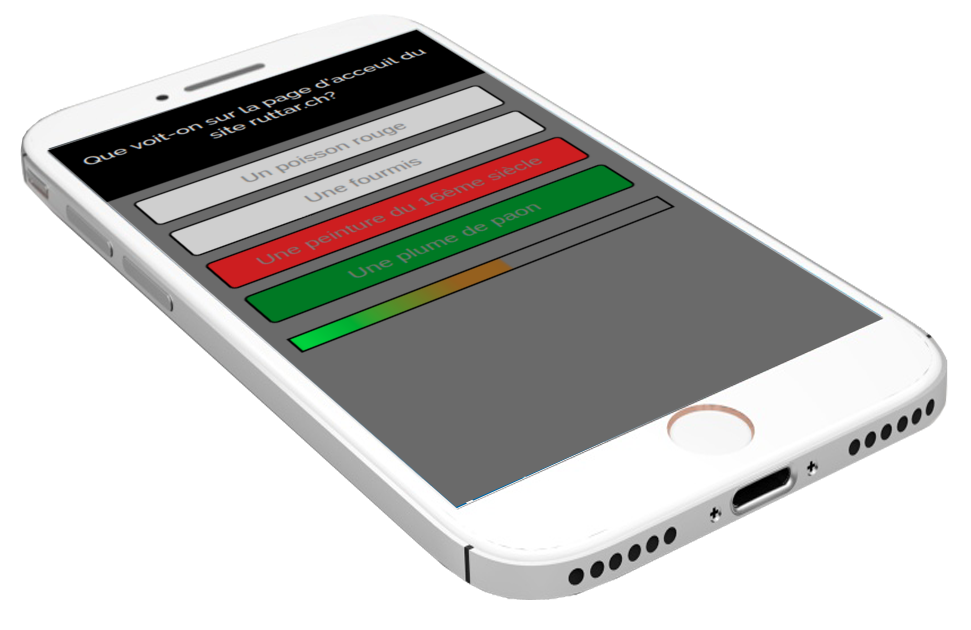 Que voit-on sur la page d'acceuil du
site ruttar.ch?
Un poisson rouge
Une fourmis
Une peinture du 16ème siècle
Une plume de paon